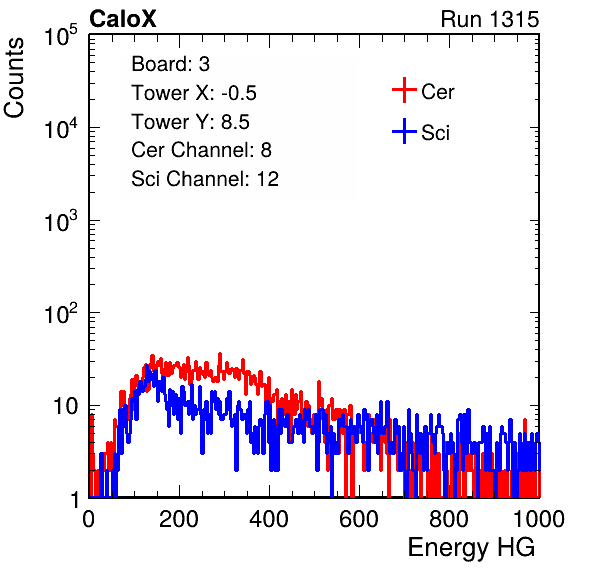 CaloX Run 1315
Board: 3
Tower X: -0.5
Tower Y: 8.5
Cer Channel: 8
Sci Channel: 12
Cer
Sci
Counts
10^5
10^4
10^3
10^2
10
1
0 200 400 600 800 1000
Energy HG